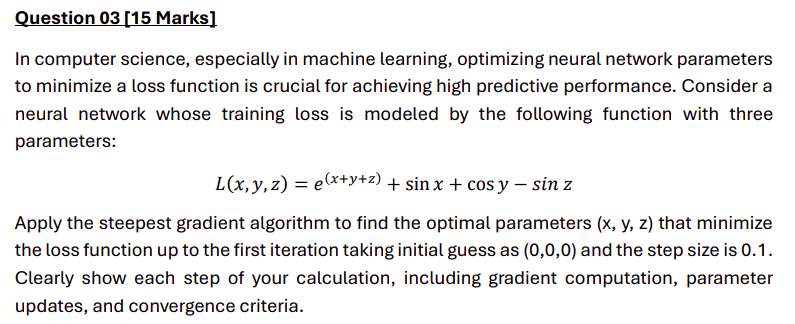 Question 03 [15 Marks]
In computer science, especially in machine learning, optimizing neural network parameters
to minimize a loss function is crucial for achieving high predictive performance. Consider a
neural network whose training loss is modeled by the following function with three
parameters:
L(x, y, z) = e^(x+y+z) + sin x + cos y − sin z
Apply the steepest gradient algorithm to find the optimal parameters (x, y, z) that minimize
the loss function up to the first iteration taking initial guess as (0,0,0) and the step size is 0.1.
Clearly show each step of your calculation, including gradient computation, parameter
updates, and convergence criteria.